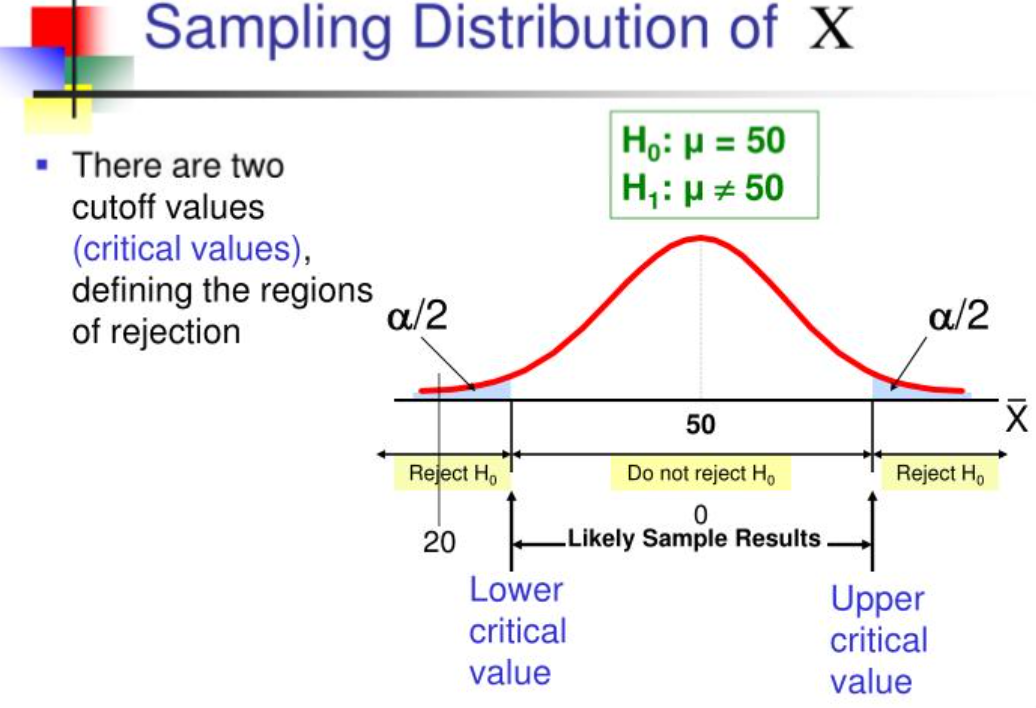 Sampling Distribution of X
▪ There are two
cutoff values
(critical values),
defining the regions
of rejection
H₀: μ = 50
H₁: μ ≠ 50
α/2
α/2
50
X̄
Reject H₀
Do not reject H₀
Reject H₀
0
20
Likely Sample Results
Lower
critical
value
Upper
critical
value